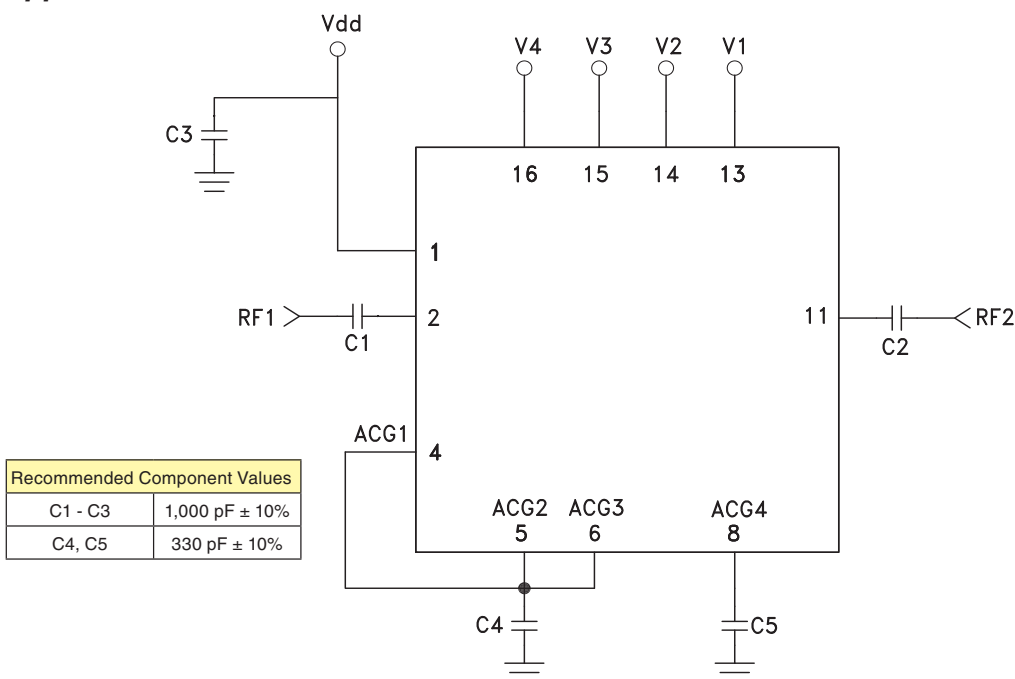 Vdd
V4 V3 V2 V1
C3
16 15 14 13
1
RF1 C1 2
11 C2 RF2
ACG1 4
Recommended Component Values
C1 - C3 1,000 pF ± 10%
C4, C5 330 pF ± 10%
ACG2 ACG3 ACG4
5 6 8
C4 C5